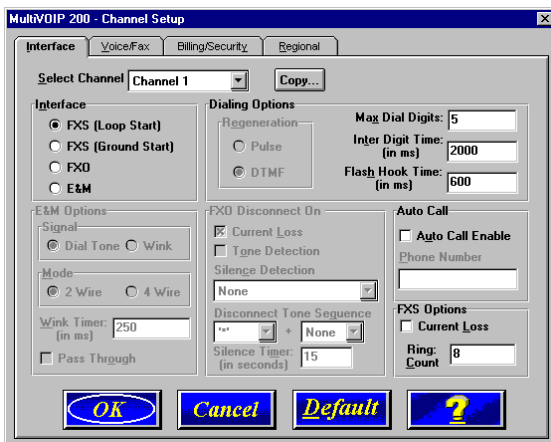 MultiVOIP 200 - Channel Setup
x
Interface
Voice/Fax
Billing/Security
Regional
Select Channel
Channel 1
Copy...
Interface
FXS (Loop Start)
FXS (Ground Start)
FXO
E&M
Dialing Options
Regeneration
Pulse
DTMF
Max Dial Digits: 5
Inter Digit Time:
(in ms)
2000
Flash Hook Time:
(in ms)
600
E&M Options
Signal
Dial Tone
Wink
Mode
2 Wire
4 Wire
Wink Timer:
(in ms)
250
Pass Through
FXO Disconnect On
Current Loss
Tone Detection
Silence Detection
None
Disconnect Tone Sequence
'*' + None
Silence Timer:
(in seconds)
15
Auto Call
Auto Call Enable
Phone Number
FXS Options
Current Loss
Ring:
Count
8
OK
Cancel
Default
?